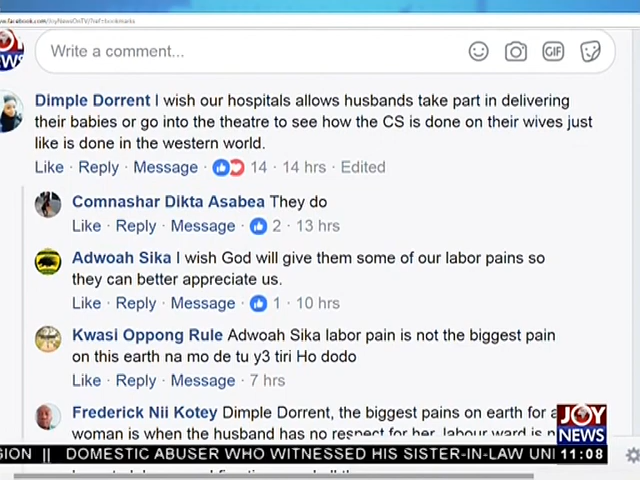 w.facebook.com/JoyNewsOnTV/?ref=bookmarks
Write a comment...
GIF
Dimple Dorrent I wish our hospitals allows husbands take part in delivering
their babies or go into the theatre to see how the CS is done on their wives just
like is done in the western world.
Like · Reply · Message · 14 · 14 hrs · Edited
Comnashar Dikta Asabea They do
Like · Reply · Message · 2 · 13 hrs
Adwoah Sika I wish God will give them some of our labor pains so
they can better appreciate us.
Like · Reply · Message · 1 · 10 hrs
Kwasi Oppong Rule Adwoah Sika labor pain is not the biggest pain
on this earth na mo de tu y3 tiri Ho dodo
Like · Reply · Message · 7 hrs
Frederick Nii Kotey Dimple Dorrent, the biggest pains on earth for a
woman is when the husband has no respect for her, labour ward is
JOY
NEWS
GION || DOMESTIC ABUSER WHO WITNESSED HIS SISTER-IN-LAW UN
11:08